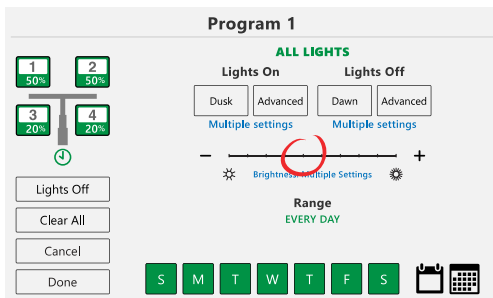 Program 1
ALL LIGHTS
Lights On
Lights Off
1
50%
2
50%
Dusk
Advanced
Dawn
Advanced
Multiple settings
Multiple settings
3
20%
4
20%
− +
Brightness: Multiple Settings
Lights Off
Clear All
Cancel
Done
Range
EVERY DAY
S M T W T F S